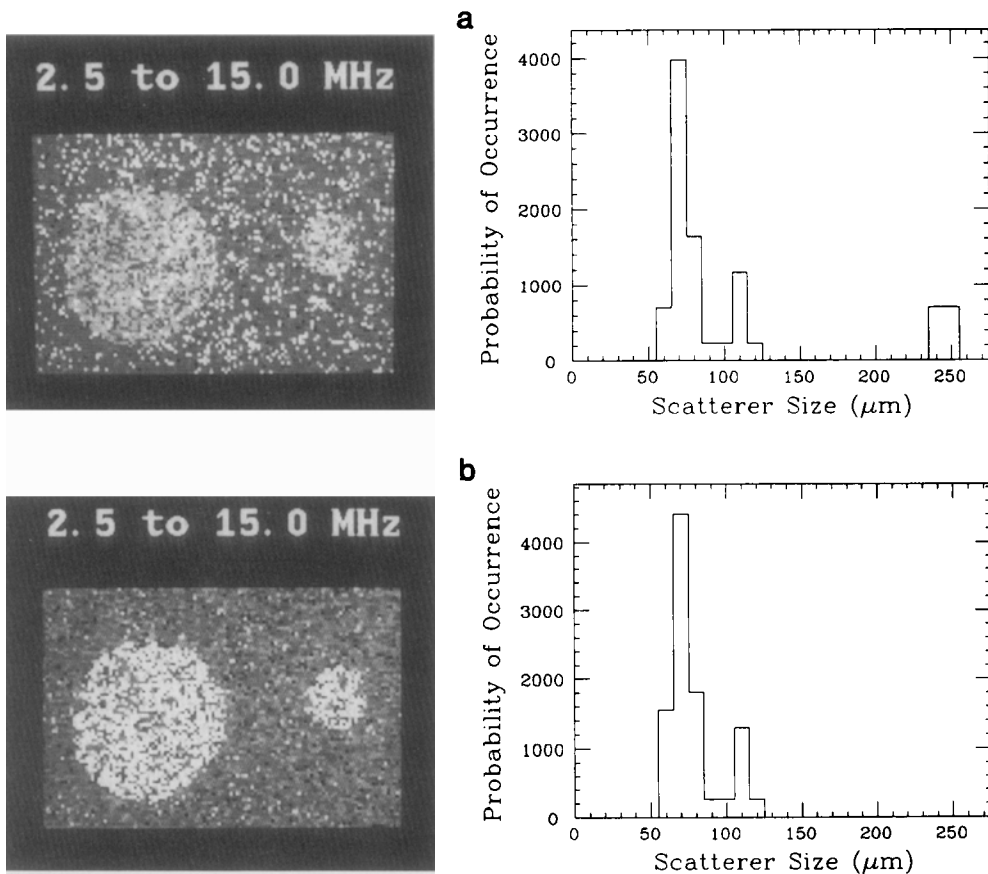 a
2.5 to 15.0 MHz
Probability of Occurrence
4000
3000
2000
1000
0
0 50 100 150 200 250
Scatterer Size (μm)
b
2.5 to 15.0 MHz
Probability of Occurrence
4000
3000
2000
1000
0
0 50 100 150 200 250
Scatterer Size (μm)